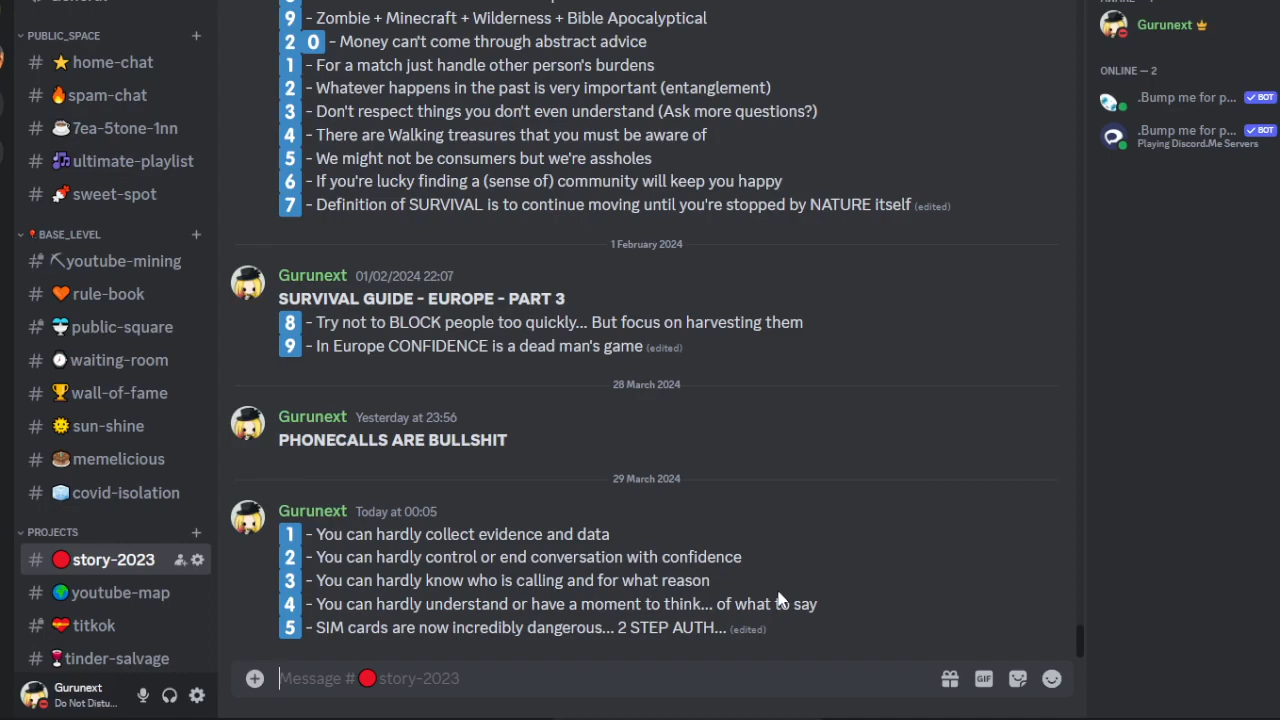 PUBLIC_SPACE
# ⭐ home-chat
# 🔥spam-chat
# ☕7ea-5tone-1nn
# 🎶ultimate-playlist
# sweet-spot
📍BASE_LEVEL
# ⛏youtube-mining
# 🧡rule-book
# public-square
# waiting-room
# 🏆wall-of-fame
# 🌞sun-shine
# memelicious
# 🧊covid-isolation
PROJECTS
# 🔴story-2023
# 🌍youtube-map
# titkok
# 🍷tinder-salvage
Gurunext
Do Not Distu...
9 - Zombie + Minecraft + Wilderness + Bible Apocalyptical
2 0 - Money can't come through abstract advice
1 - For a match just handle other person's burdens
2 - Whatever happens in the past is very important (entanglement)
3 - Don't respect things you don't even understand (Ask more questions?)
4 - There are Walking treasures that you must be aware of
5 - We might not be consumers but we're assholes
6 - If you're lucky finding a (sense of) community will keep you happy
7 - Definition of SURVIVAL is to continue moving until you're stopped by NATURE itself (edited)
1 February 2024
Gurunext 01/02/2024 22:07
SURVIVAL GUIDE - EUROPE - PART 3
8 - Try not to BLOCK people too quickly... But focus on harvesting them
9 - In Europe CONFIDENCE is a dead man's game (edited)
28 March 2024
Gurunext Yesterday at 23:56
PHONECALLS ARE BULLSHIT
29 March 2024
Gurunext Today at 00:05
1 - You can hardly collect evidence and data
2 - You can hardly control or end conversation with confidence
3 - You can hardly know who is calling and for what reason
4 - You can hardly understand or have a moment to think... of what to say
5 - SIM cards are now incredibly dangerous... 2 STEP AUTH... (edited)
Message # 🔴 story-2023
GIF
Gurunext
ONLINE — 2
.Bump me for p... ✓ BOT
.Bump me for p... ✓ BOT
Playing Discord.Me Servers